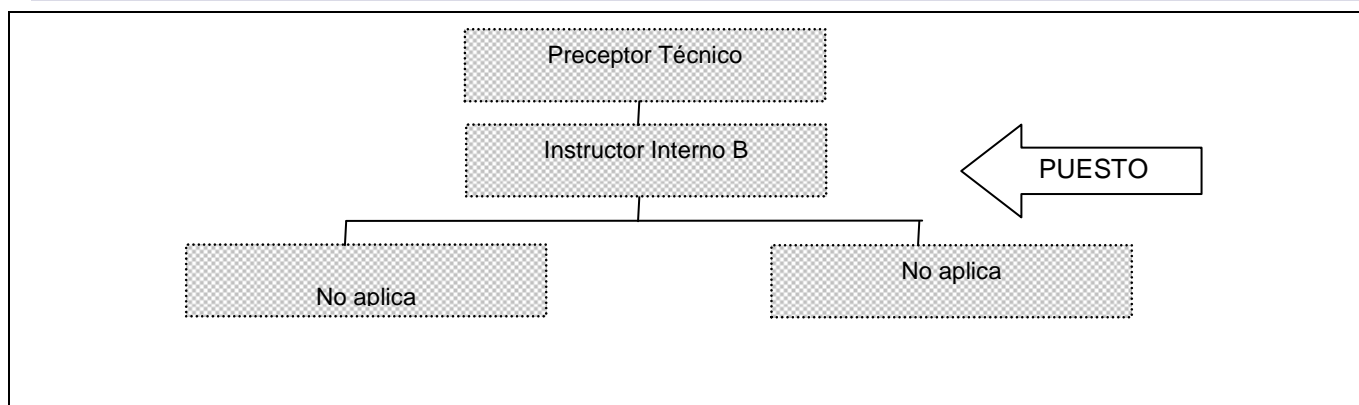 Preceptor Técnico
Instructor Interno B
PUESTO
No aplica
No aplica